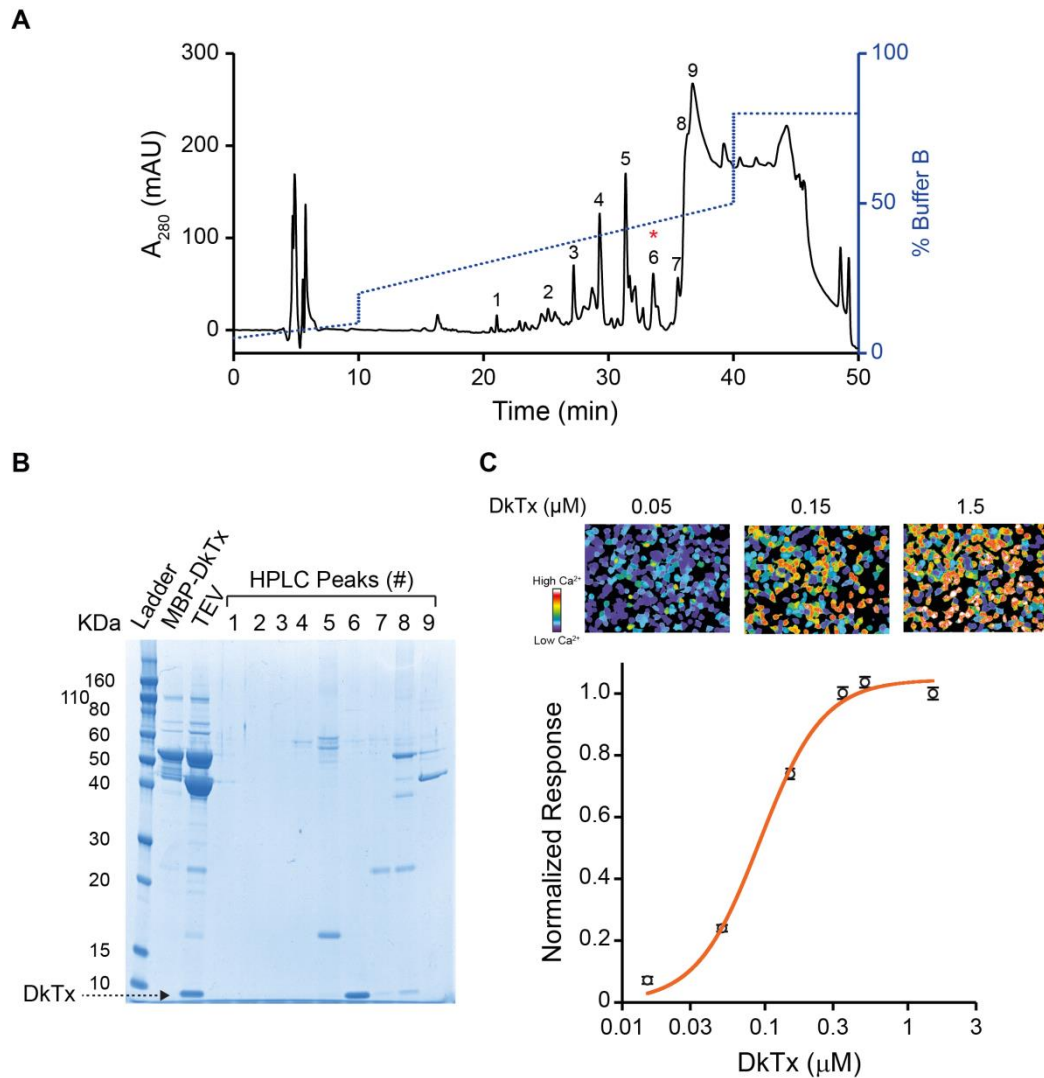 A
300
200
100
0
A280 (mAU)
1
2
3
4
5
*
6
7
8
9
100
50
0
% Buffer B
0
10
20
30
40
50
Time (min)
B
KDa
Ladder
MBP-DkTx
TEV
HPLC Peaks (#)
1 2 3 4 5 6 7 8 9
160
110
80
60
50
40
30
20
15
10
DkTx
C
DkTx (µM) 0.05 0.15 1.5
High Ca²⁺
Low Ca²⁺
Normalized Response
1.0
0.8
0.6
0.4
0.2
0
0.01 0.03 0.1 0.3 1 3
DkTx (µM)